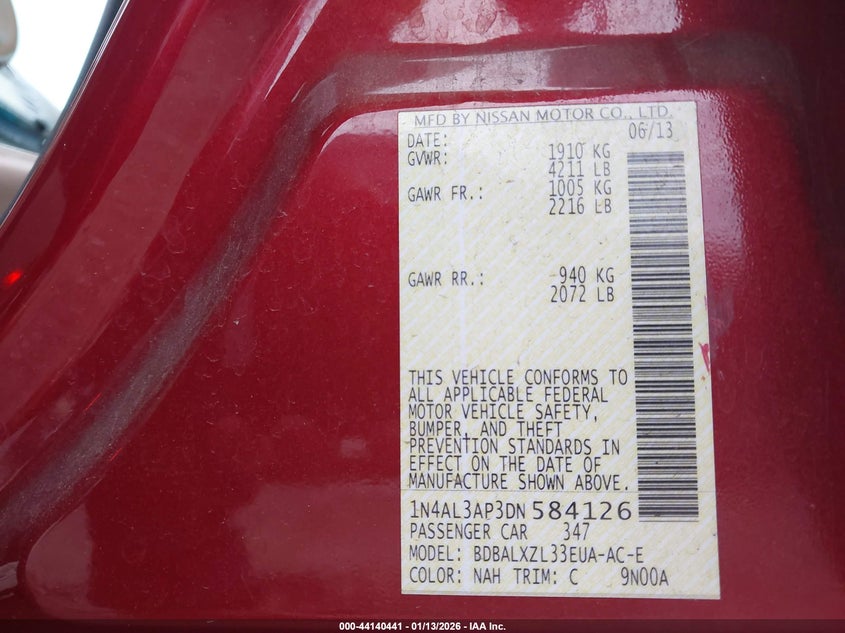 MFD BY NISSAN MOTOR CO., LTD.
DATE: 06/13
GVWR: 1910 KG
4211 LB
GAWR FR.: 1005 KG
2216 LB
GAWR RR.: 940 KG
2072 LB
THIS VEHICLE CONFORMS TO
ALL APPLICABLE FEDERAL
MOTOR VEHICLE SAFETY,
BUMPER, AND THEFT
PREVENTION STANDARDS IN
EFFECT ON THE DATE OF
MANUFACTURE SHOWN ABOVE.
1N4AL3AP3DN584126
PASSENGER CAR 347
MODEL: BDBALXZL33EUA-AC-E
COLOR: NAH TRIM: C 9N00A
000-44140441 - 01/13/2026 - IAA Inc.